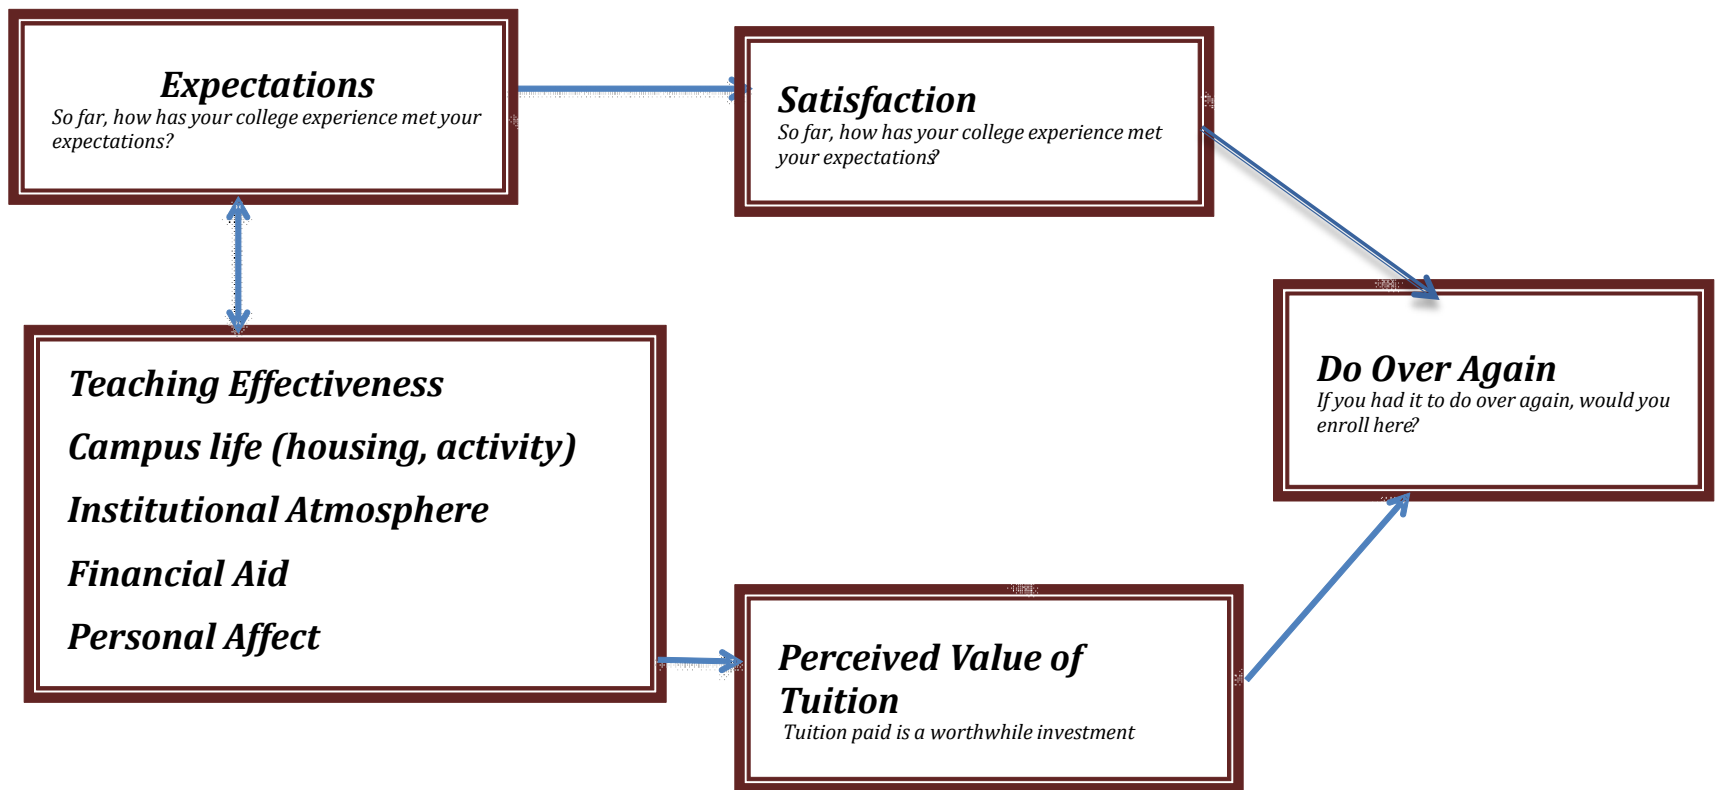 Expectations
So far, how has your college experience met your
expectations?
Satisfaction
So far, how has your college experience met
your expectations?
Teaching Effectiveness
Campus life (housing, activity)
Institutional Atmosphere
Financial Aid
Personal Affect
Do Over Again
If you had it to do over again, would you
enroll here?
Perceived Value of
Tuition
Tuition paid is a worthwhile investment